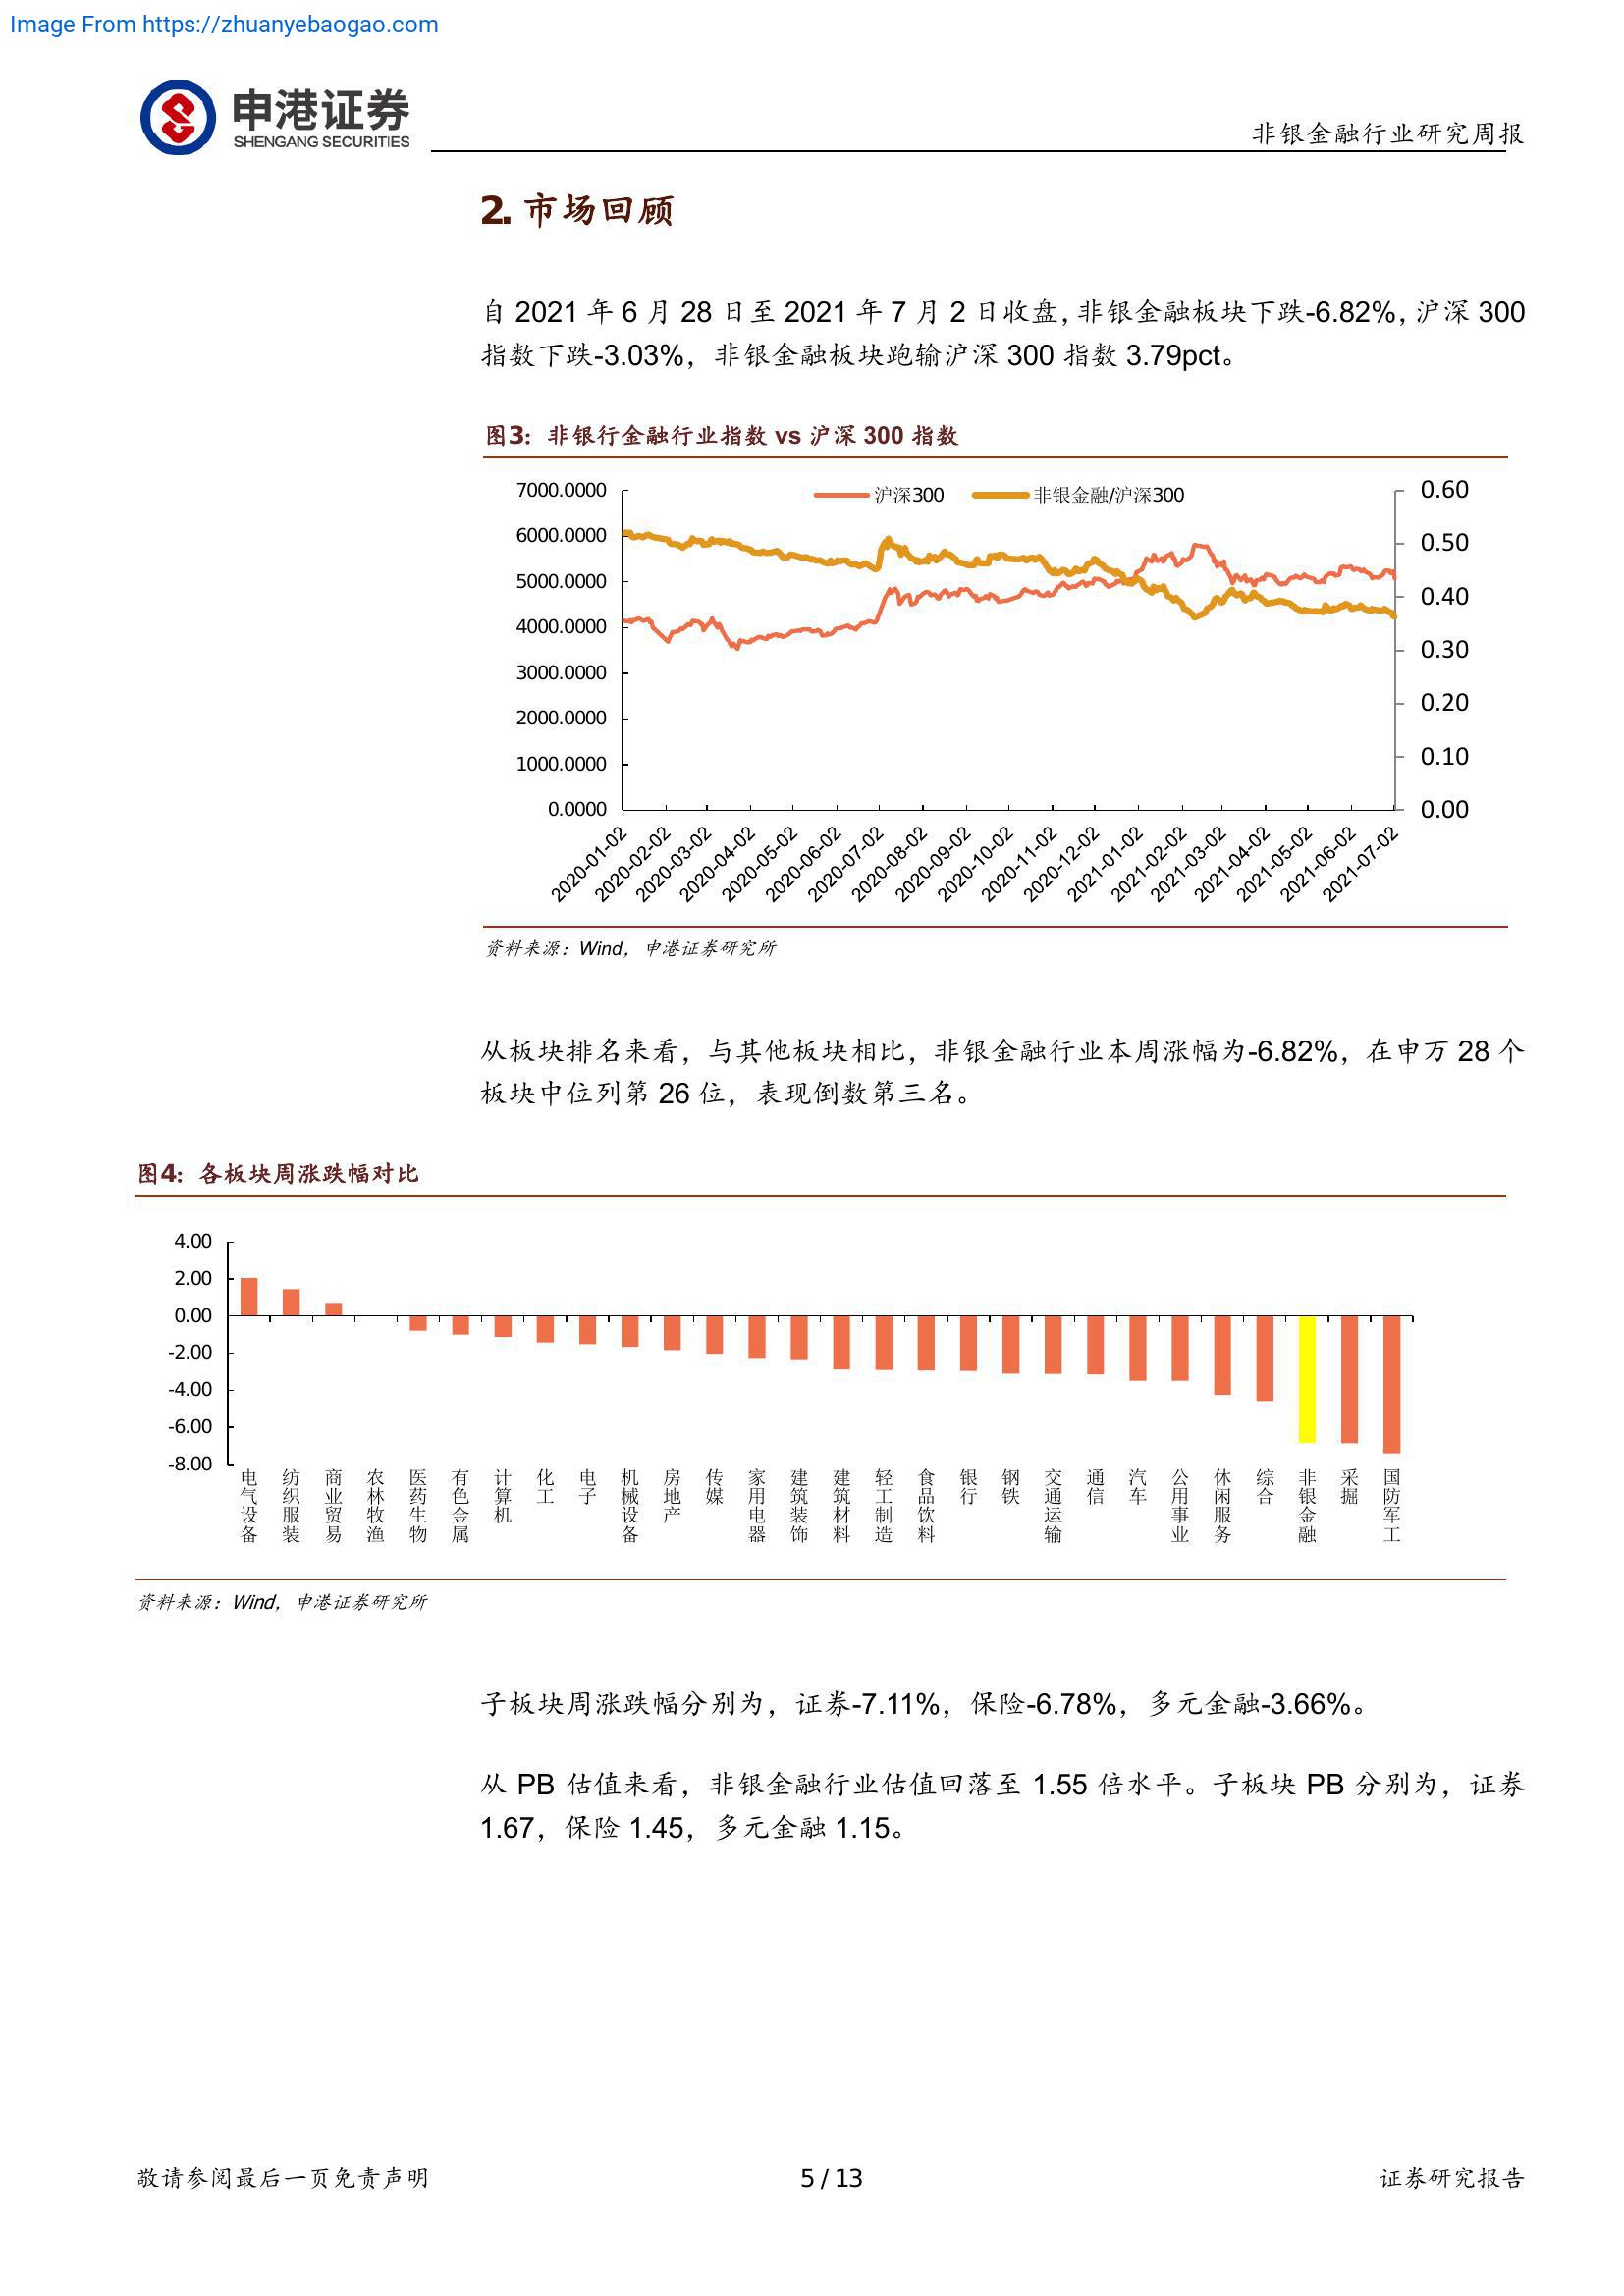 Image From https://zhuanyebaogao.com
申港证券
SHENGANG SECURITIES
非银金融行业研究周报
2. 市场回顾
自 2021 年 6 月 28 日至 2021 年 7 月 2 日收盘，非银金融板块下跌-6.82%，沪深 300
指数下跌-3.03%，非银金融板块跑输沪深 300 指数 3.79pct。
图3：非银行金融行业指数 vs 沪深 300 指数
沪深300
非银金融/沪深300
7000.0000
6000.0000
5000.0000
4000.0000
3000.0000
2000.0000
1000.0000
0.0000
0.60
0.50
0.40
0.30
0.20
0.10
0.00
2020-01-02
2020-02-02
2020-03-02
2020-04-02
2020-05-02
2020-06-02
2020-07-02
2020-08-02
2020-09-02
2020-10-02
2020-11-02
2020-12-02
2021-01-02
2021-02-02
2021-03-02
2021-04-02
2021-05-02
2021-06-02
2021-07-02
资料来源：Wind，申港证券研究所
从板块排名来看，与其他板块相比，非银金融行业本周涨幅为-6.82%，在申万 28 个
板块中位列第 26 位，表现倒数第三名。
图4：各板块周涨跌幅对比
4.00
2.00
0.00
-2.00
-4.00
-6.00
-8.00
电气设备
纺织服装
商业贸易
农林牧渔
医药生物
有色金属
计算机
化工
电子
机械设备
房地产
传媒
家用电器
建筑装饰
建筑材料
轻工制造
食品饮料
银行
钢铁
交通运输
通信
汽车
公用事业
休闲服务
综合
非银金融
采掘
国防军工
资料来源：Wind，申港证券研究所
子板块周涨跌幅分别为，证券-7.11%，保险-6.78%，多元金融-3.66%。
从 PB 估值来看，非银金融行业估值回落至 1.55 倍水平。子板块 PB 分别为，证券
1.67，保险 1.45，多元金融 1.15。
敬请参阅最后一页免责声明
5 / 13
证券研究报告